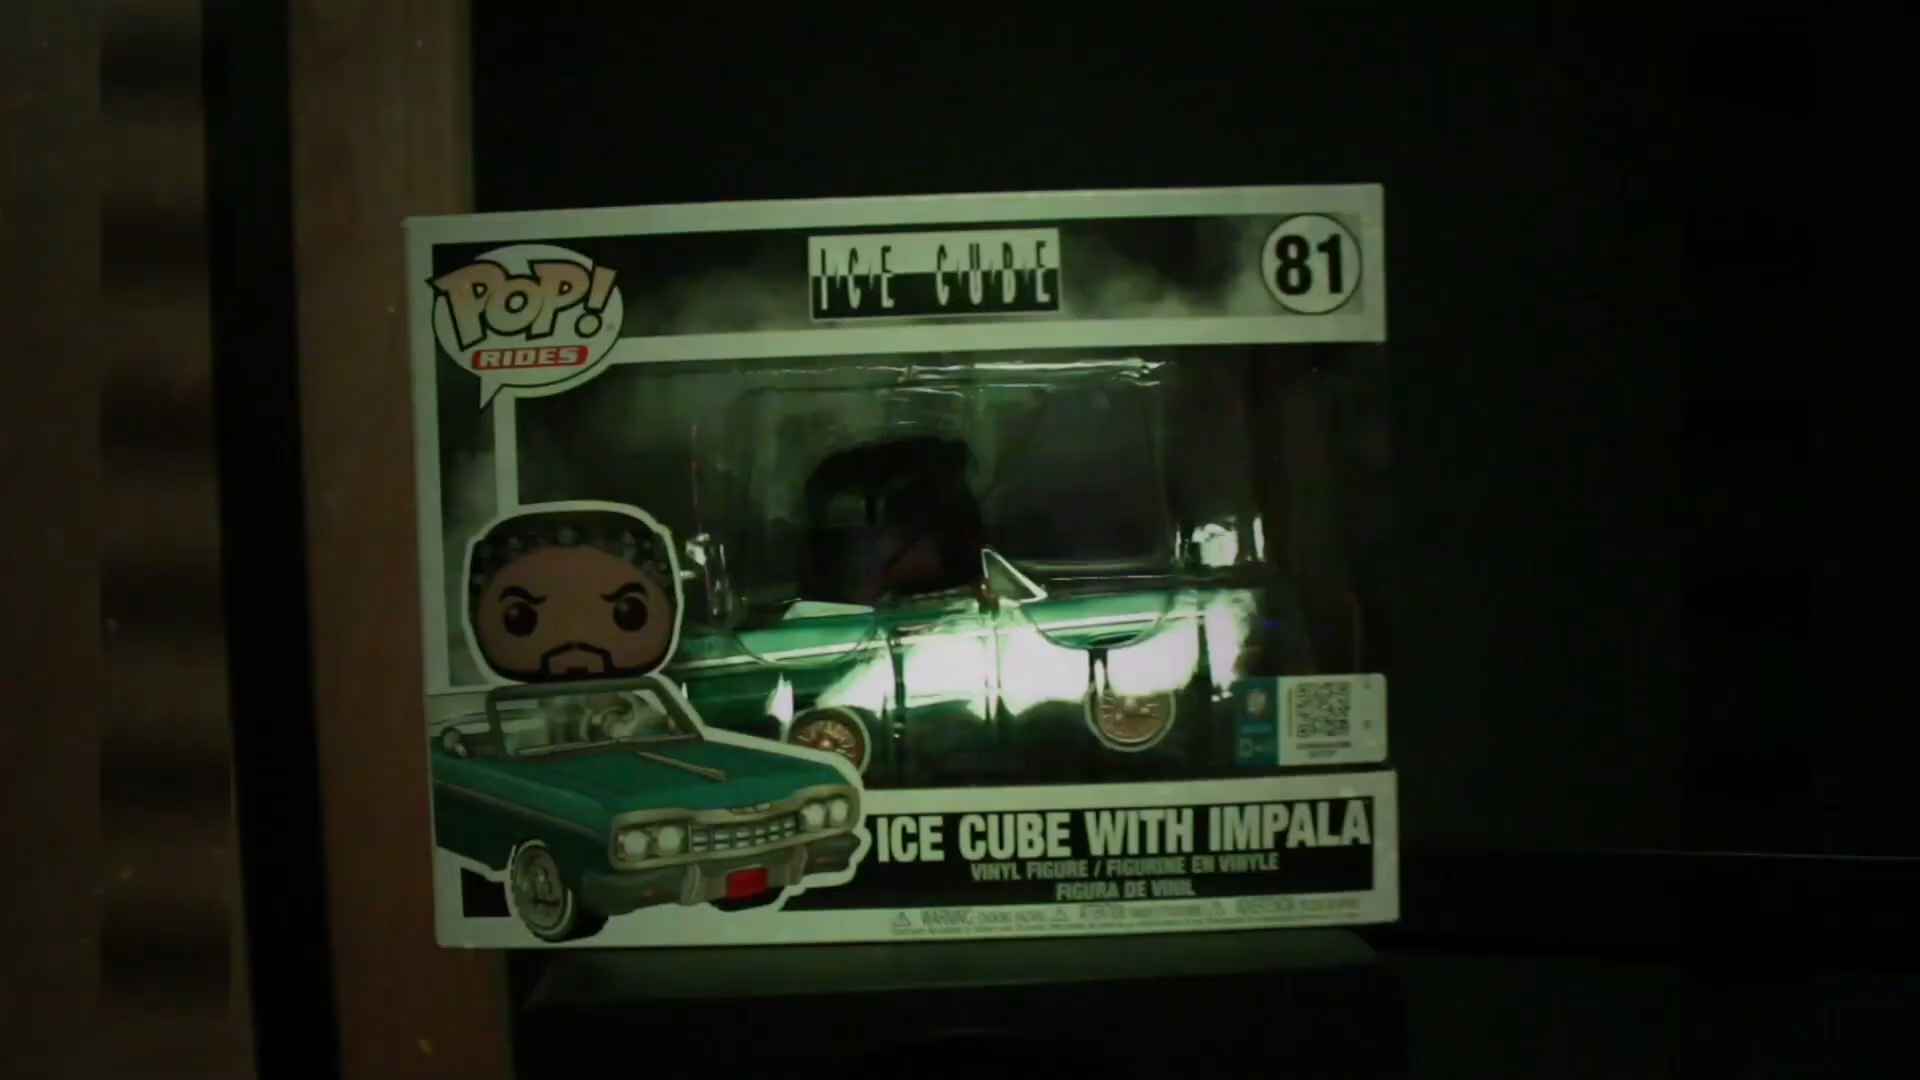 POP!
RIDES
ICE CUBE
81
ICE CUBE WITH IMPALA
VINYL FIGURE / FIGURINE EN VINYLE
FIGURA DE VINIL
WARNING